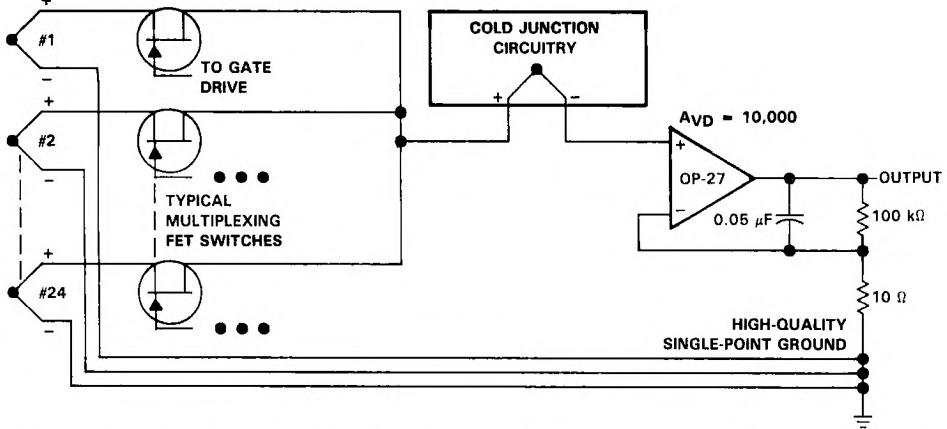 +
#1
−
TO GATE
DRIVE
+
#2
−
TYPICAL
MULTIPLEXING
FET SWITCHES
+
#24
−
COLD JUNCTION
CIRCUITRY
+ −
AVD = 10,000
+
OP-27
−
OUTPUT
0.05 μF
100 kΩ
10 Ω
HIGH-QUALITY
SINGLE-POINT GROUND